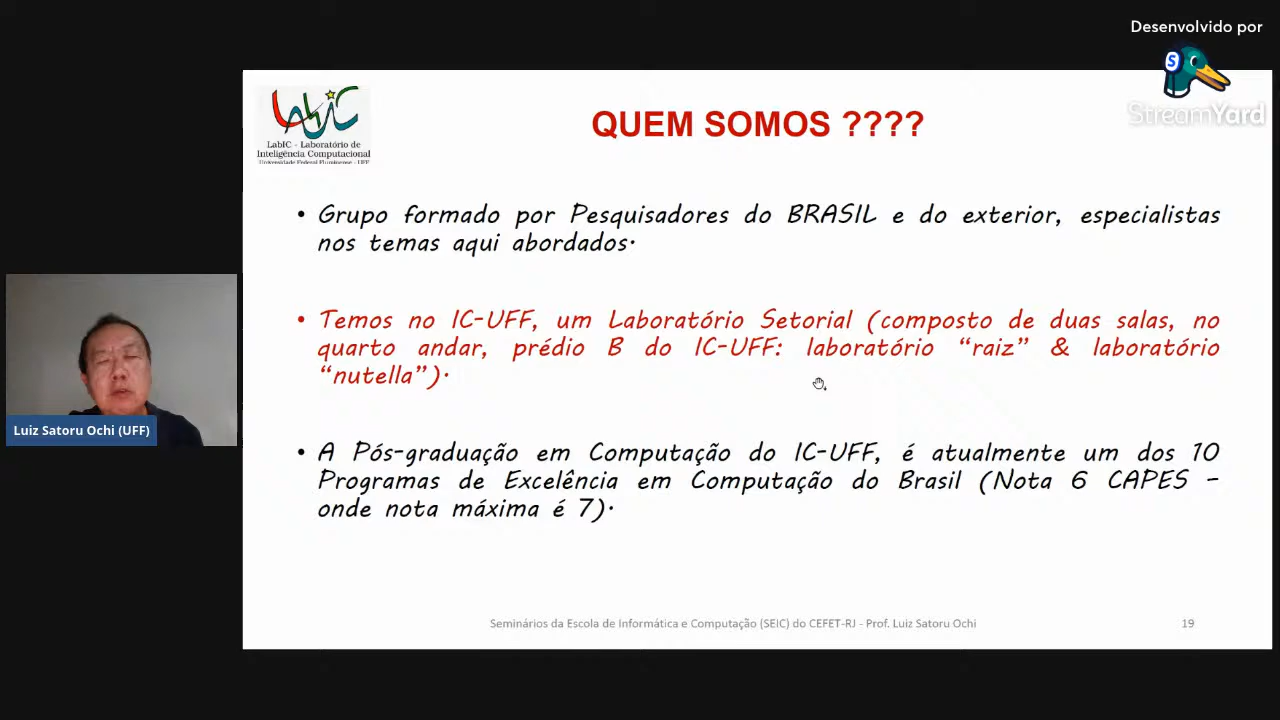 Desenvolvido por
StreamYard
LabIC
LabIC - Laboratório de
Inteligência Computacional
Universidade Federal Fluminense - UFF
QUEM SOMOS ????
• Grupo formado por Pesquisadores do BRASIL e do exterior, especialistas
nos temas aqui abordados.
• Temos no IC-UFF, um Laboratório Setorial (composto de duas salas, no
quarto andar, prédio B do IC-UFF: laboratório “raiz” & laboratório
“nutella”).
• A Pós-graduação em Computação do IC-UFF, é atualmente um dos 10
Programas de Excelência em Computação do Brasil (Nota 6 CAPES –
onde nota máxima é 7).
Luiz Satoru Ochi (UFF)
Seminários da Escola de Informática e Computação (SEIC) do CEFET-RJ - Prof. Luiz Satoru Ochi
19